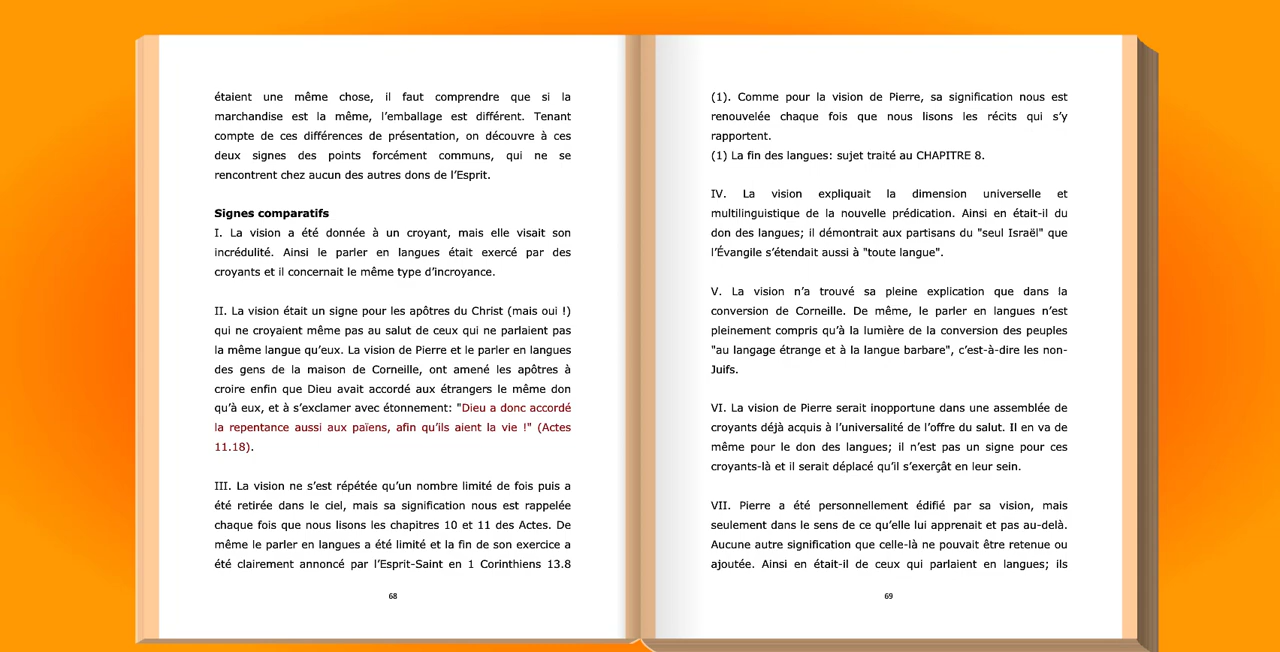 étaient une même chose, il faut comprendre que si la
marchandise est la même, l'emballage est différent. Tenant
compte de ces différences de présentation, on découvre à ces
deux signes des points forcément communs, qui ne se
rencontrent chez aucun des autres dons de l'Esprit.
Signes comparatifs
I. La vision a été donnée à un croyant, mais elle visait son
incrédulité. Ainsi le parler en langues était exercé par des
croyants et il concernait le même type d'incroyance.
II. La vision était un signe pour les apôtres du Christ (mais oui !)
qui ne croyaient même pas au salut de ceux qui ne parlaient pas
la même langue qu'eux. La vision de Pierre et le parler en langues
des gens de la maison de Corneille, ont amené les apôtres à
croire enfin que Dieu avait accordé aux étrangers le même don
qu'à eux, et à s'exclamer avec étonnement: "Dieu a donc accordé
la repentance aussi aux païens, afin qu'ils aient la vie !" (Actes
11.18).
III. La vision ne s'est répétée qu'un nombre limité de fois puis a
été retirée dans le ciel, mais sa signification nous est rappelée
chaque fois que nous lisons les chapitres 10 et 11 des Actes. De
même le parler en langues a été limité et la fin de son exercice a
été clairement annoncé par l'Esprit-Saint en 1 Corinthiens 13.8
68
(1). Comme pour la vision de Pierre, sa signification nous est
renouvelée chaque fois que nous lisons les récits qui s'y
rapportent.
(1) La fin des langues: sujet traité au CHAPITRE 8.
IV. La vision expliquait la dimension universelle et
multilinguistique de la nouvelle prédication. Ainsi en était-il du
don des langues; il démontrait aux partisans du "seul Israël" que
l'Évangile s'étendait aussi à "toute langue".
V. La vision n'a trouvé sa pleine explication que dans la
conversion de Corneille. De même, le parler en langues n'est
pleinement compris qu'à la lumière de la conversion des peuples
"au langage étrange et à la langue barbare", c'est-à-dire les non-
Juifs.
VI. La vision de Pierre serait inopportune dans une assemblée de
croyants déjà acquis à l'universalité de l'offre du salut. Il en va de
même pour le don des langues; il n'est pas un signe pour ces
croyants-là et il serait déplacé qu'il s'exerçât en leur sein.
VII. Pierre a été personnellement édifié par sa vision, mais
seulement dans le sens de ce qu'elle lui apprenait et pas au-delà.
Aucune autre signification que celle-là ne pouvait être retenue ou
ajoutée. Ainsi en était-il de ceux qui parlaient en langues; ils
69